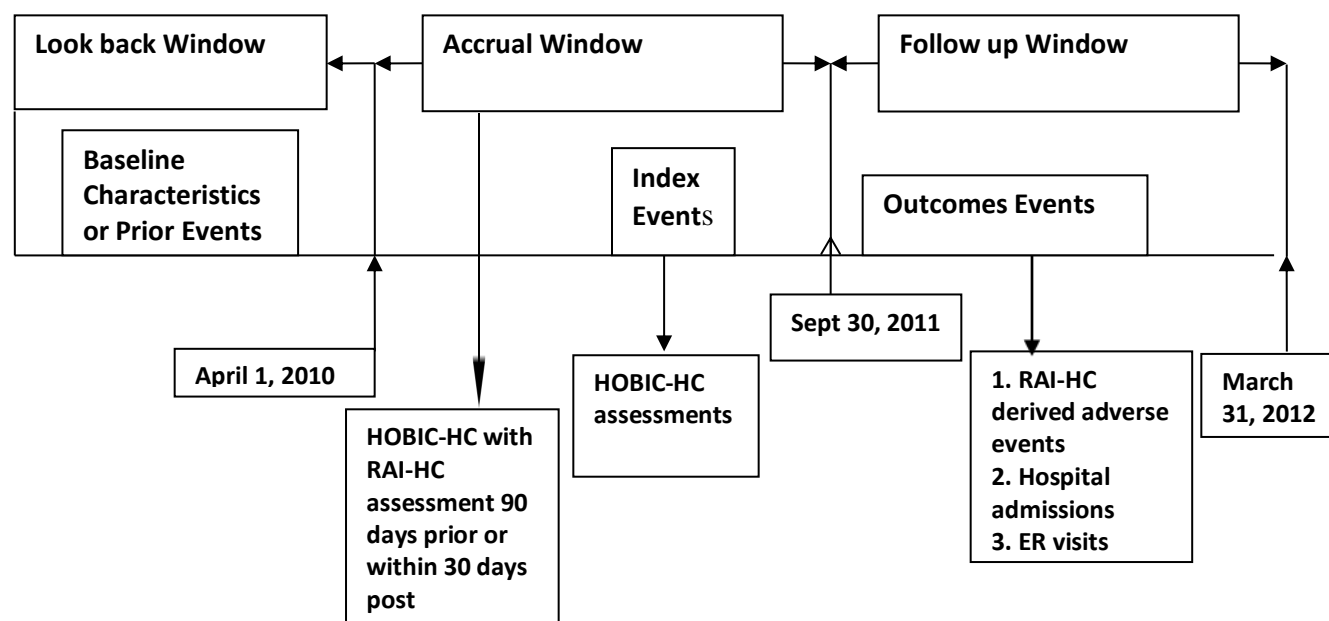 Look back Window
Accrual Window
Follow up Window
Baseline
Characteristics
or Prior Events
Index
Events
Outcomes Events
April 1, 2010
HOBIC-HC with
RAI-HC
assessment 90
days prior or
within 30 days
post
HOBIC-HC
assessments
Sept 30, 2011
1. RAI-HC
derived adverse
events
2. Hospital
admissions
3. ER visits
March
31, 2012